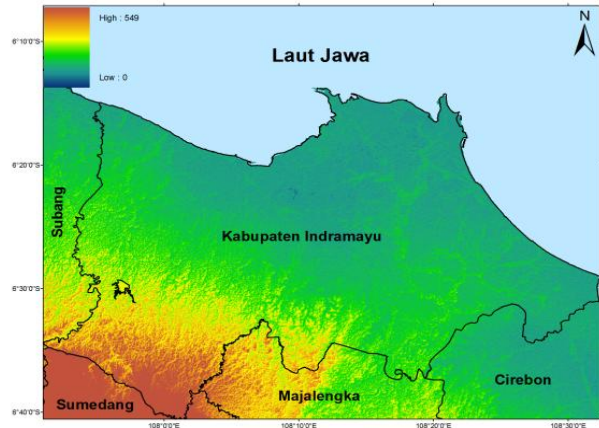 High : 549
Low : 0
N
Laut Jawa
6°10'0"S
6°20'0"S
6°30'0"S
6°40'0"S
Subang
Kabupaten Indramayu
Cirebon
Majalengka
Sumedang
108°0'0"E
108°10'0"E
108°20'0"E
108°30'0"E